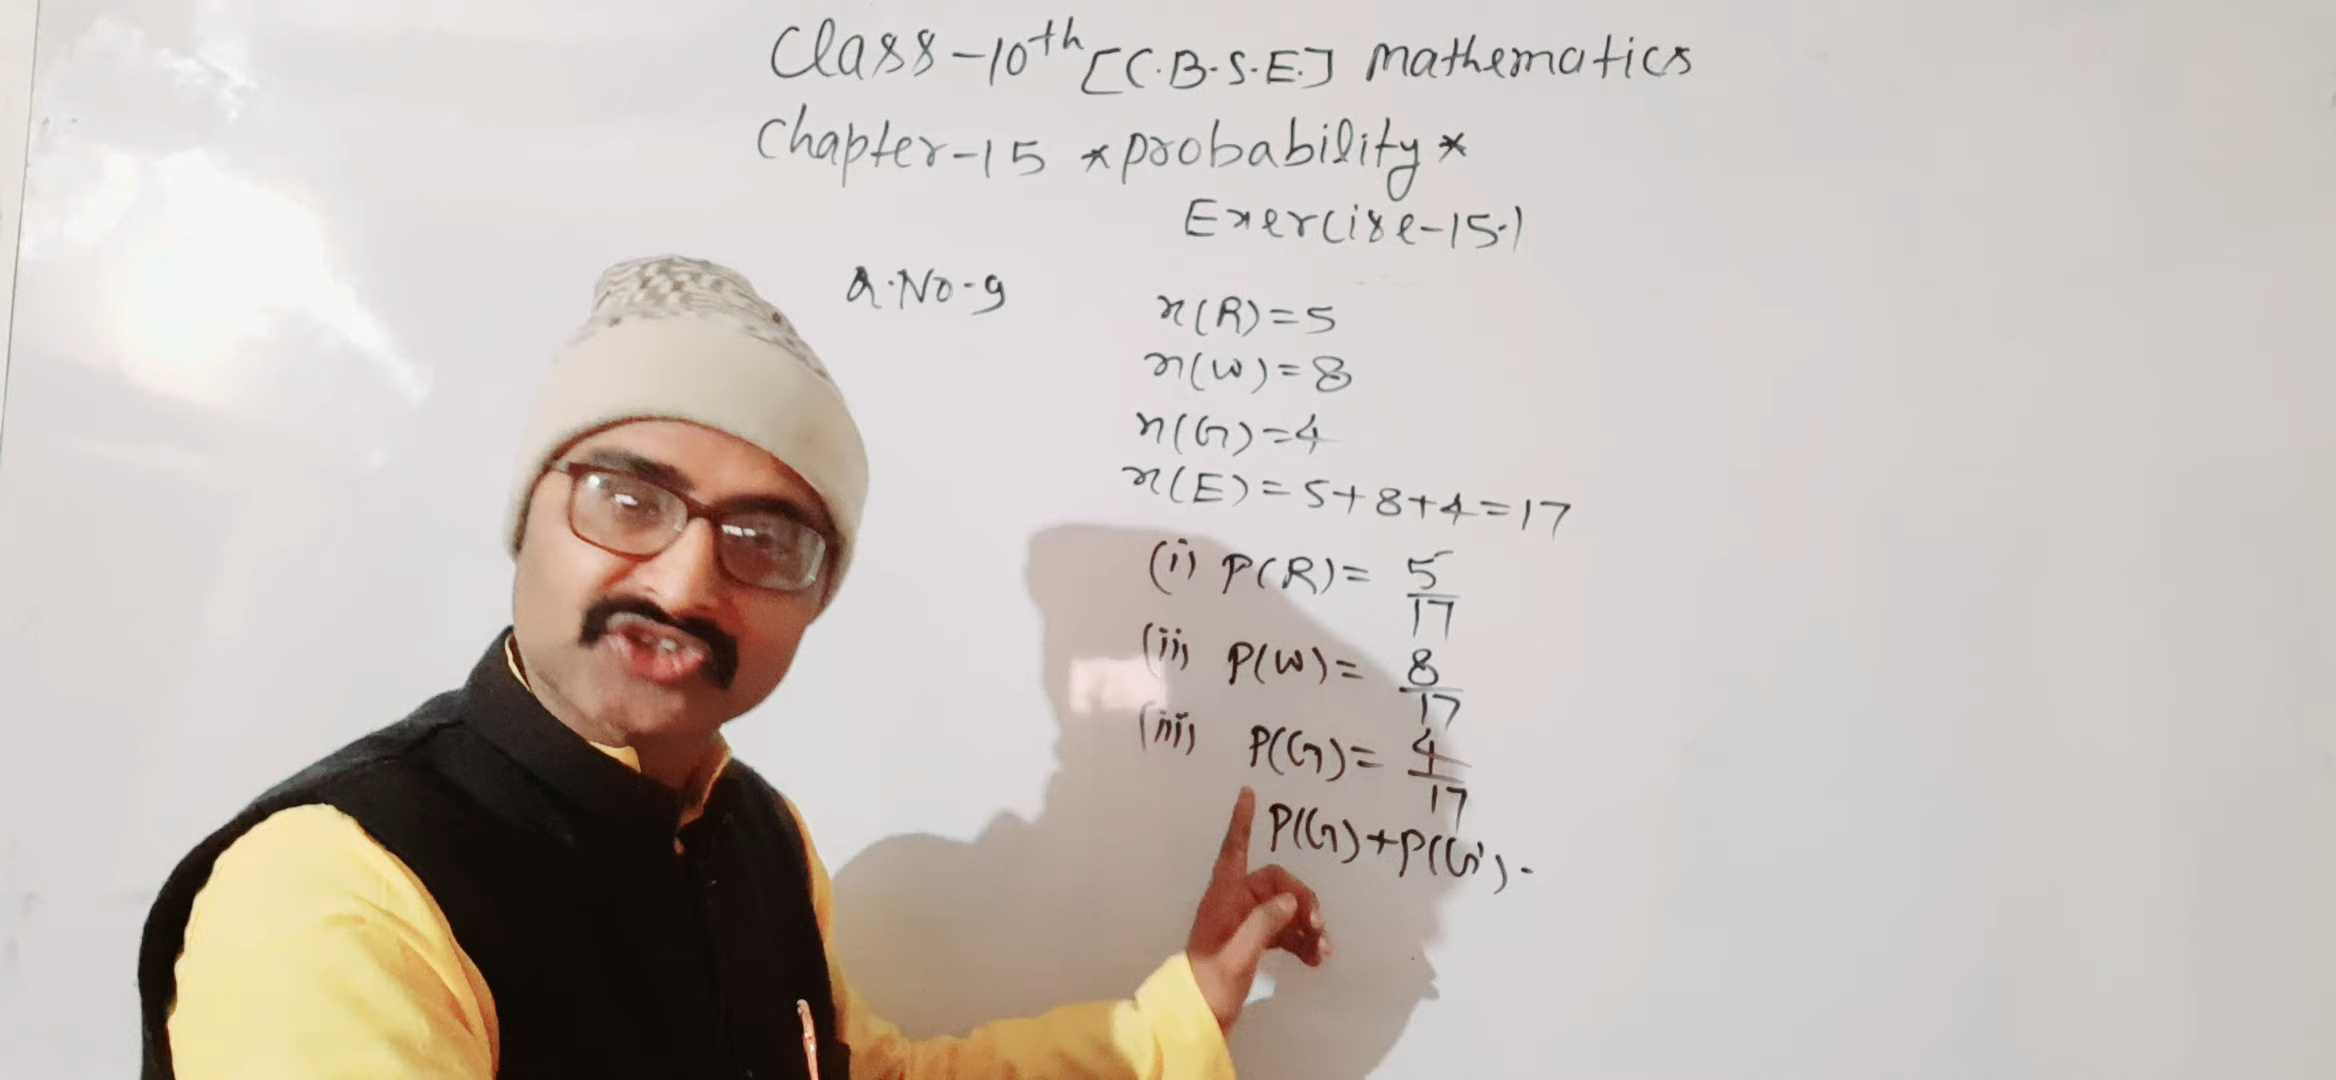 Class-10th [C.B.S.E.] Mathematics
Chapter-15 *probability*
Exercise-15.1
Q.No-9
n(R)=5
n(W)=8
n(G)=4
n(E)=5+8+4=17
(i) P(R)= 5/17
(ii) P(W)= 8/17
(iii) P(G)= 4/17
P(G)+P(G')-